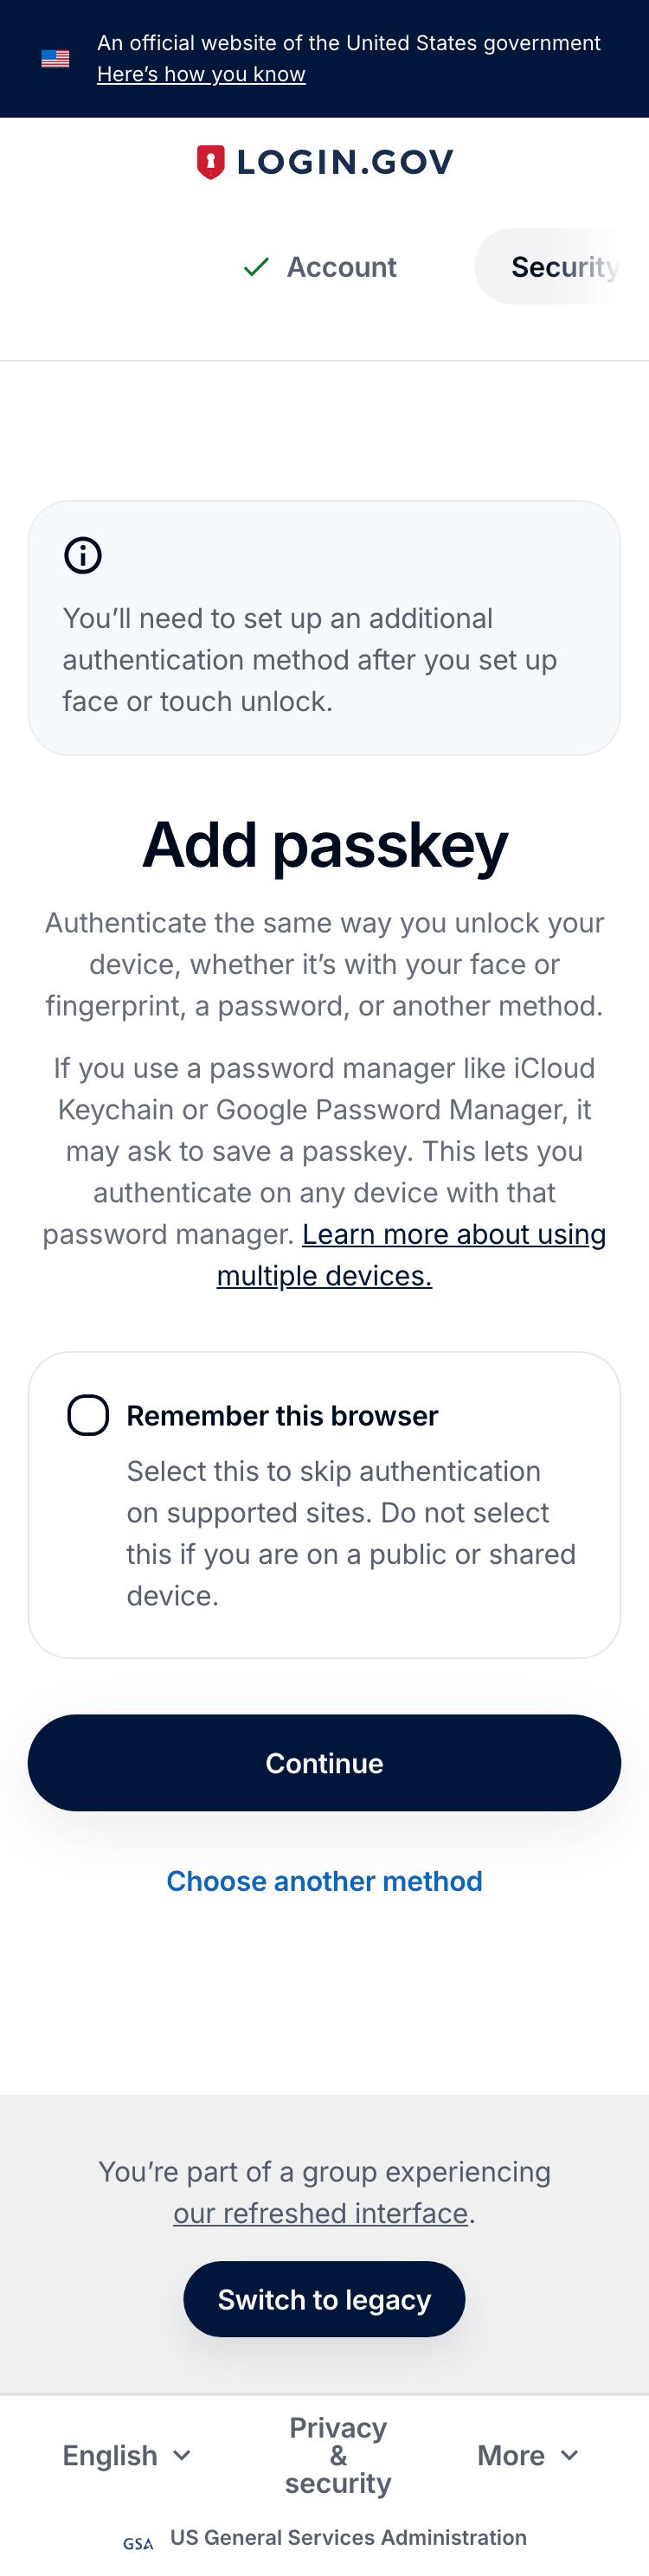 An official website of the United States government
Here’s how you know
LOGIN.GOV
Account
Security
You’ll need to set up an additional
authentication method after you set up
face or touch unlock.
Add passkey
Authenticate the same way you unlock your
device, whether it’s with your face or
fingerprint, a password, or another method.
If you use a password manager like iCloud
Keychain or Google Password Manager, it
may ask to save a passkey. This lets you
authenticate on any device with that
password manager. Learn more about using
multiple devices.
Remember this browser
Select this to skip authentication
on supported sites. Do not select
this if you are on a public or shared
device.
Continue
Choose another method
You’re part of a group experiencing
our refreshed interface.
Switch to legacy
English
Privacy
&
security
More
GSA US General Services Administration